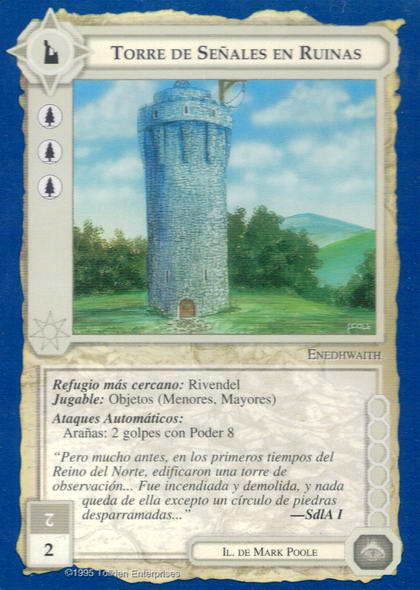 TORRE DE SEÑALES EN RUINAS
2
POOLE
ENEDHWAITH
Refugio más cercano: Rivendel
Jugable: Objetos (Menores, Mayores)
Ataques Automáticos:
Arañas: 2 golpes con Poder 8
“Pero mucho antes, en los primeros tiempos del
Reino del Norte, edificaron una torre de
observación... Fue incendiada y demolida, y nada
queda de ella excepto un círculo de piedras
desparramadas...” —SdlA I
2
2
IL. DE MARK POOLE
©1995 Tolkien Enterprises